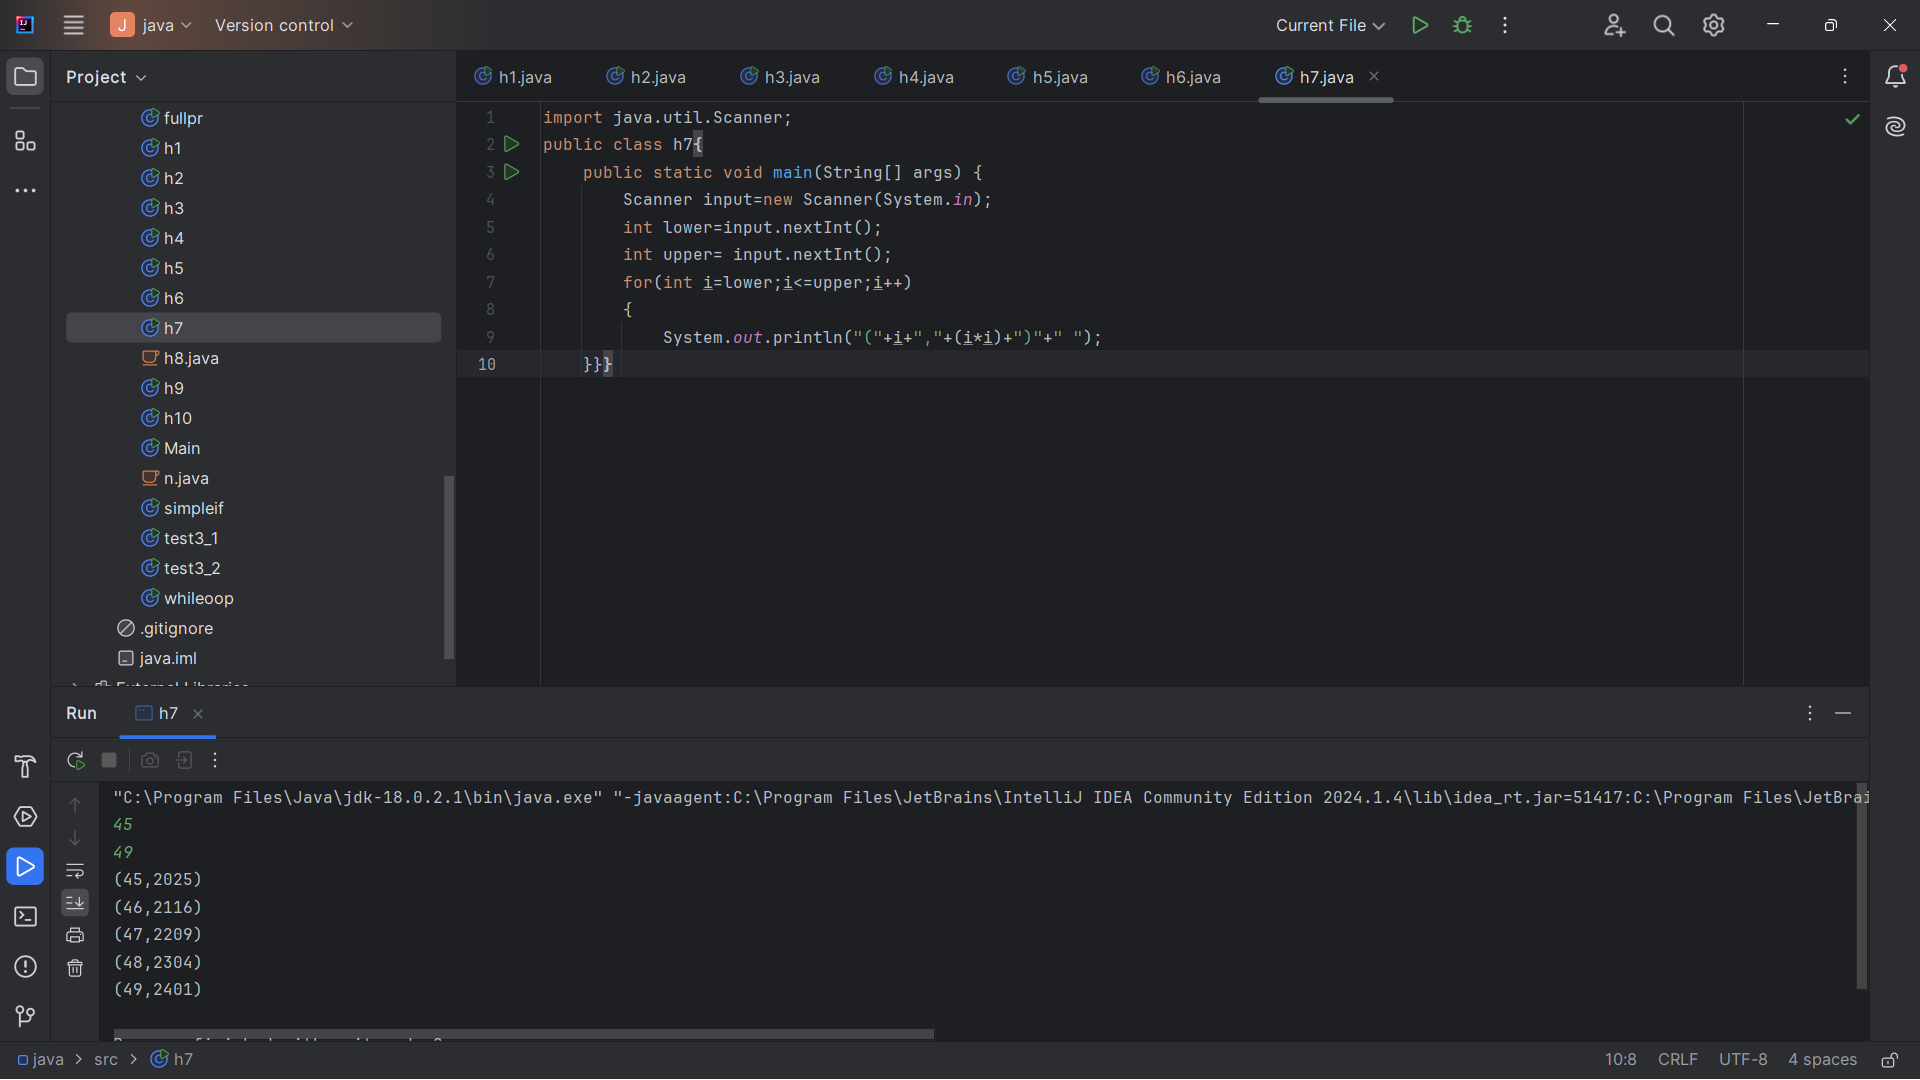 J java Version control Current File
Project
h1.java h2.java h3.java h4.java h5.java h6.java h7.java
fullpr
h1
h2
h3
h4
h5
h6
h7
h8.java
h9
h10
Main
n.java
simpleif
test3_1
test3_2
whileoop
.gitignore
java.iml
External Libraries
1 import java.util.Scanner;
2 public class h7{
3 public static void main(String[] args) {
4 Scanner input=new Scanner(System.in);
5 int lower=input.nextInt();
6 int upper= input.nextInt();
7 for(int i=lower;i<=upper;i++)
8 {
9 System.out.println("("+i+","+(i*i)+")"+" ");
10 }}}
Run h7
"C:\Program Files\Java\jdk-18.0.2.1\bin\java.exe" "-javaagent:C:\Program Files\JetBrains\IntelliJ IDEA Community Edition 2024.1.4\lib\idea_rt.jar=51417:C:\Program Files\JetBrai
45
49
(45,2025)
(46,2116)
(47,2209)
(48,2304)
(49,2401)
java > src > h7 10:8 CRLF UTF-8 4 spaces